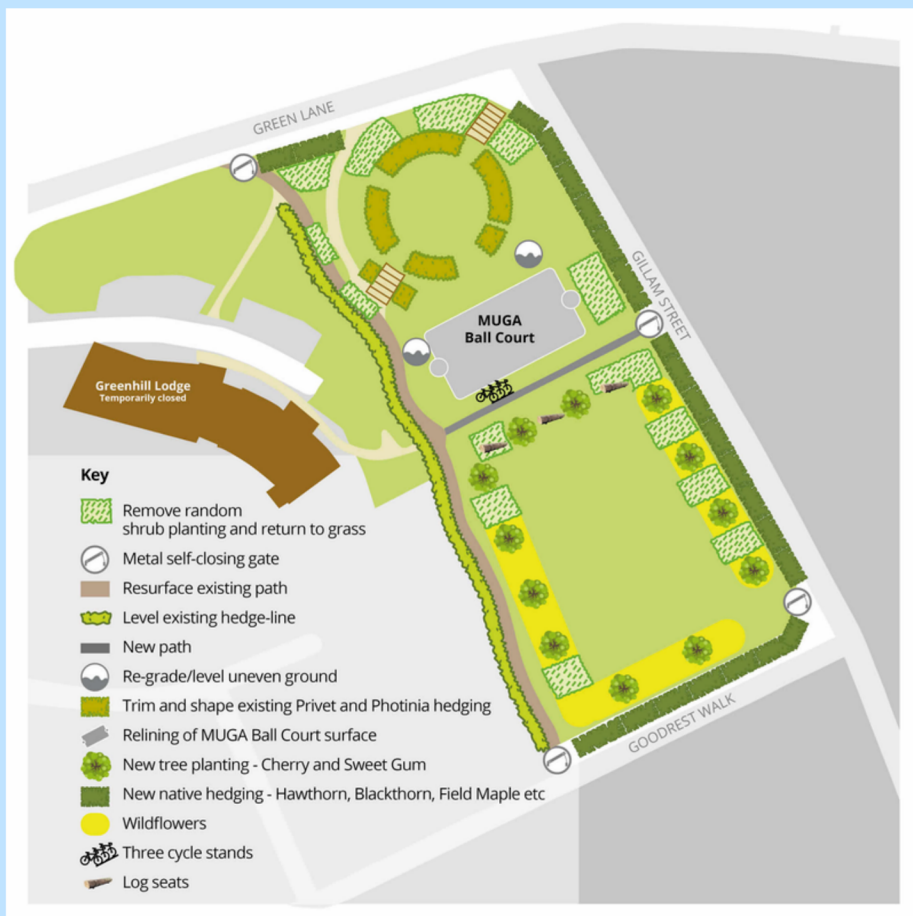 GREEN LANE
GILLAM STREET
MUGA
Ball Court
Greenhill Lodge
Temporarily closed
GOODREST WALK
Key
Remove random
shrub planting and return to grass
Metal self-closing gate
Resurface existing path
Level existing hedge-line
New path
Re-grade/level uneven ground
Trim and shape existing Privet and Photinia hedging
Relining of MUGA Ball Court surface
New tree planting - Cherry and Sweet Gum
New native hedging - Hawthorn, Blackthorn, Field Maple etc
Wildflowers
Three cycle stands
Log seats